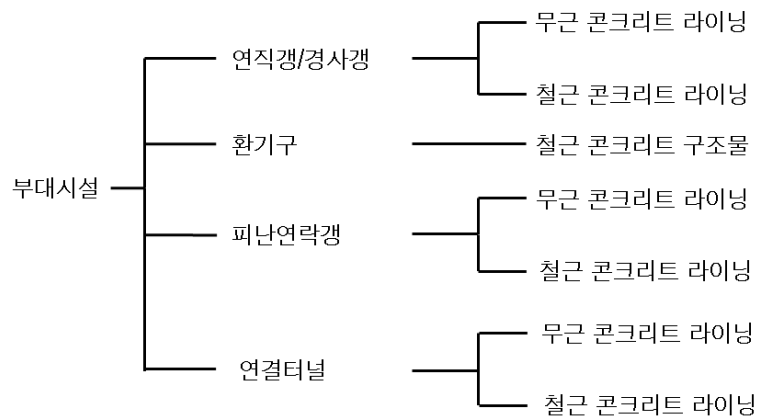 부대시설
연직갱/경사갱
무근 콘크리트 라이닝
철근 콘크리트 라이닝
환기구
철근 콘크리트 구조물
피난연락갱
무근 콘크리트 라이닝
철근 콘크리트 라이닝
연결터널
무근 콘크리트 라이닝
철근 콘크리트 라이닝